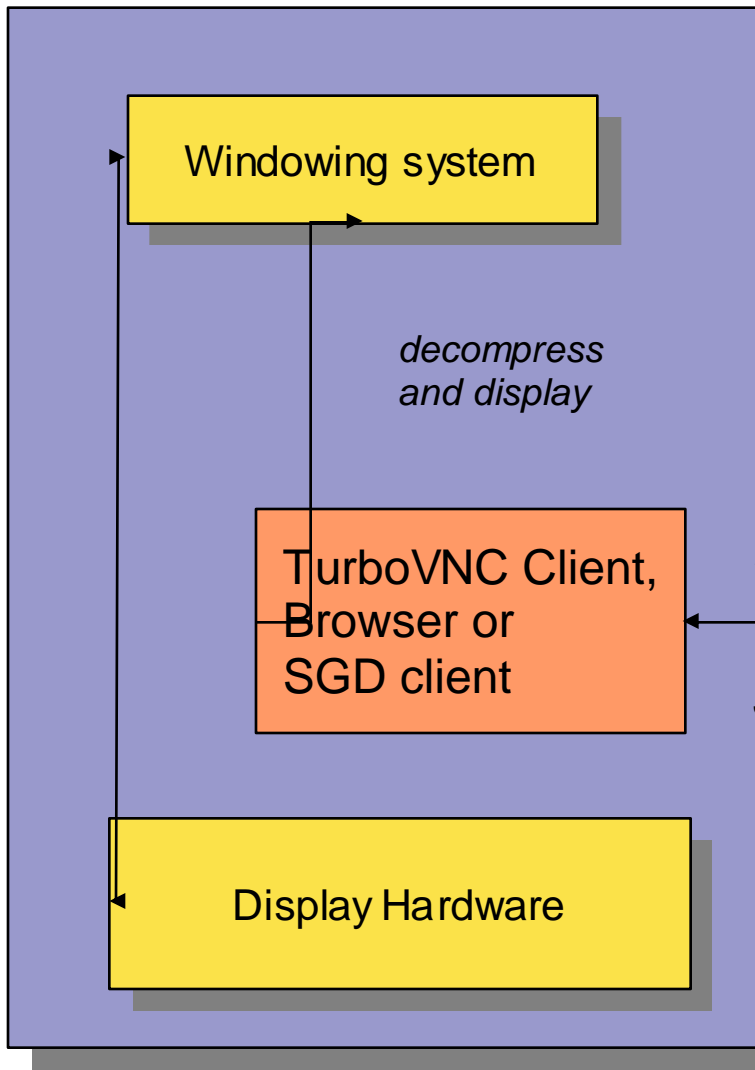 Windowing system
decompress
and display
TurboVNC Client,
Browser or
SGD client
Display Hardware